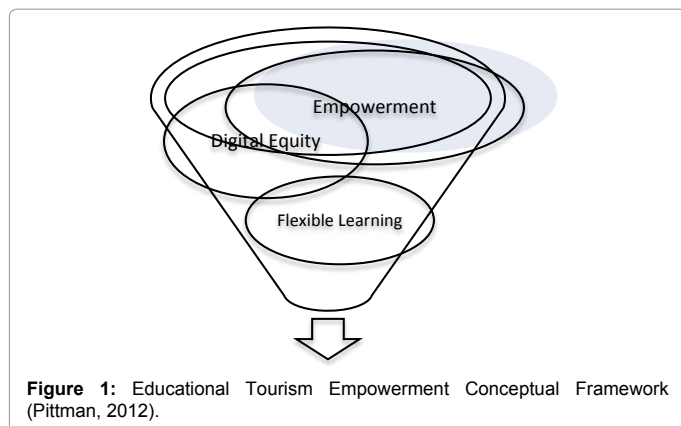 Empowerment
Digital Equity
Flexible Learning
Figure 1: Educational Tourism Empowerment Conceptual Framework
(Pittman, 2012).